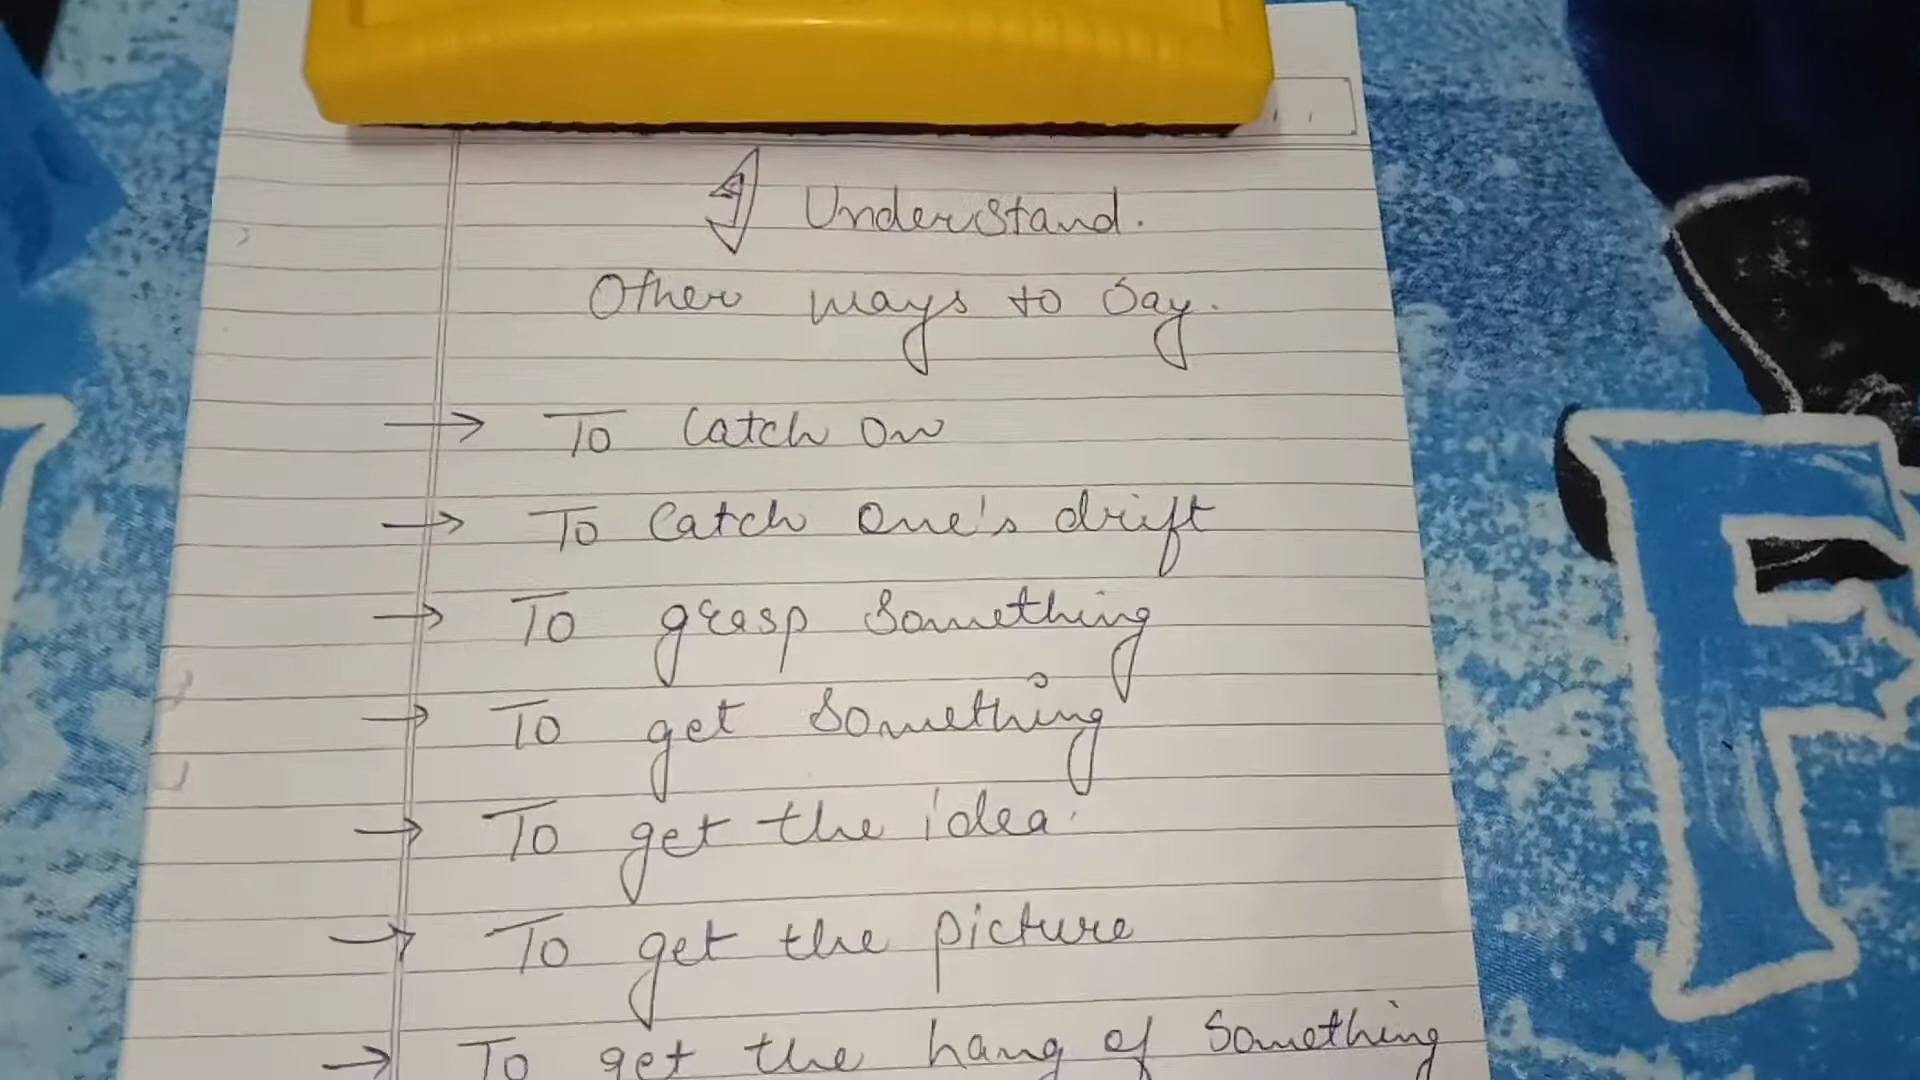 I Understand.
Other ways to Say.
→ To Catch On
→ To Catch One's drift
→ To grasp Something
→ To get Something
→ To get the idea.
→ To get the picture
→ To get the hang of Something
F